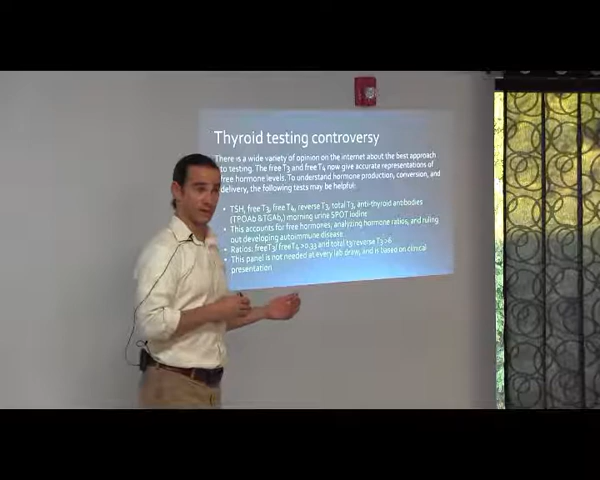 Thyroid testing controversy
There is a wide variety of opinion on the internet about the best approach
to testing. The free T3 and free T4 now give accurate representations of
free hormone levels. To understand hormone production, conversion, and
delivery, the following tests may be helpful:
• TSH, free T3, free T4, reverse T3, total T3, anti-thyroid antibodies
(TPOAb &TGAb,) morning urine SPOT Iodine
• This accounts for free hormones, analyzing hormone ratios, and ruling
out developing autoimmune disease.
• Ratios: freeT3/ freeT4 >0.33 and total t3:reverse T3 >6
• This panel is not needed at every lab draw, and is based on clinical
presentation